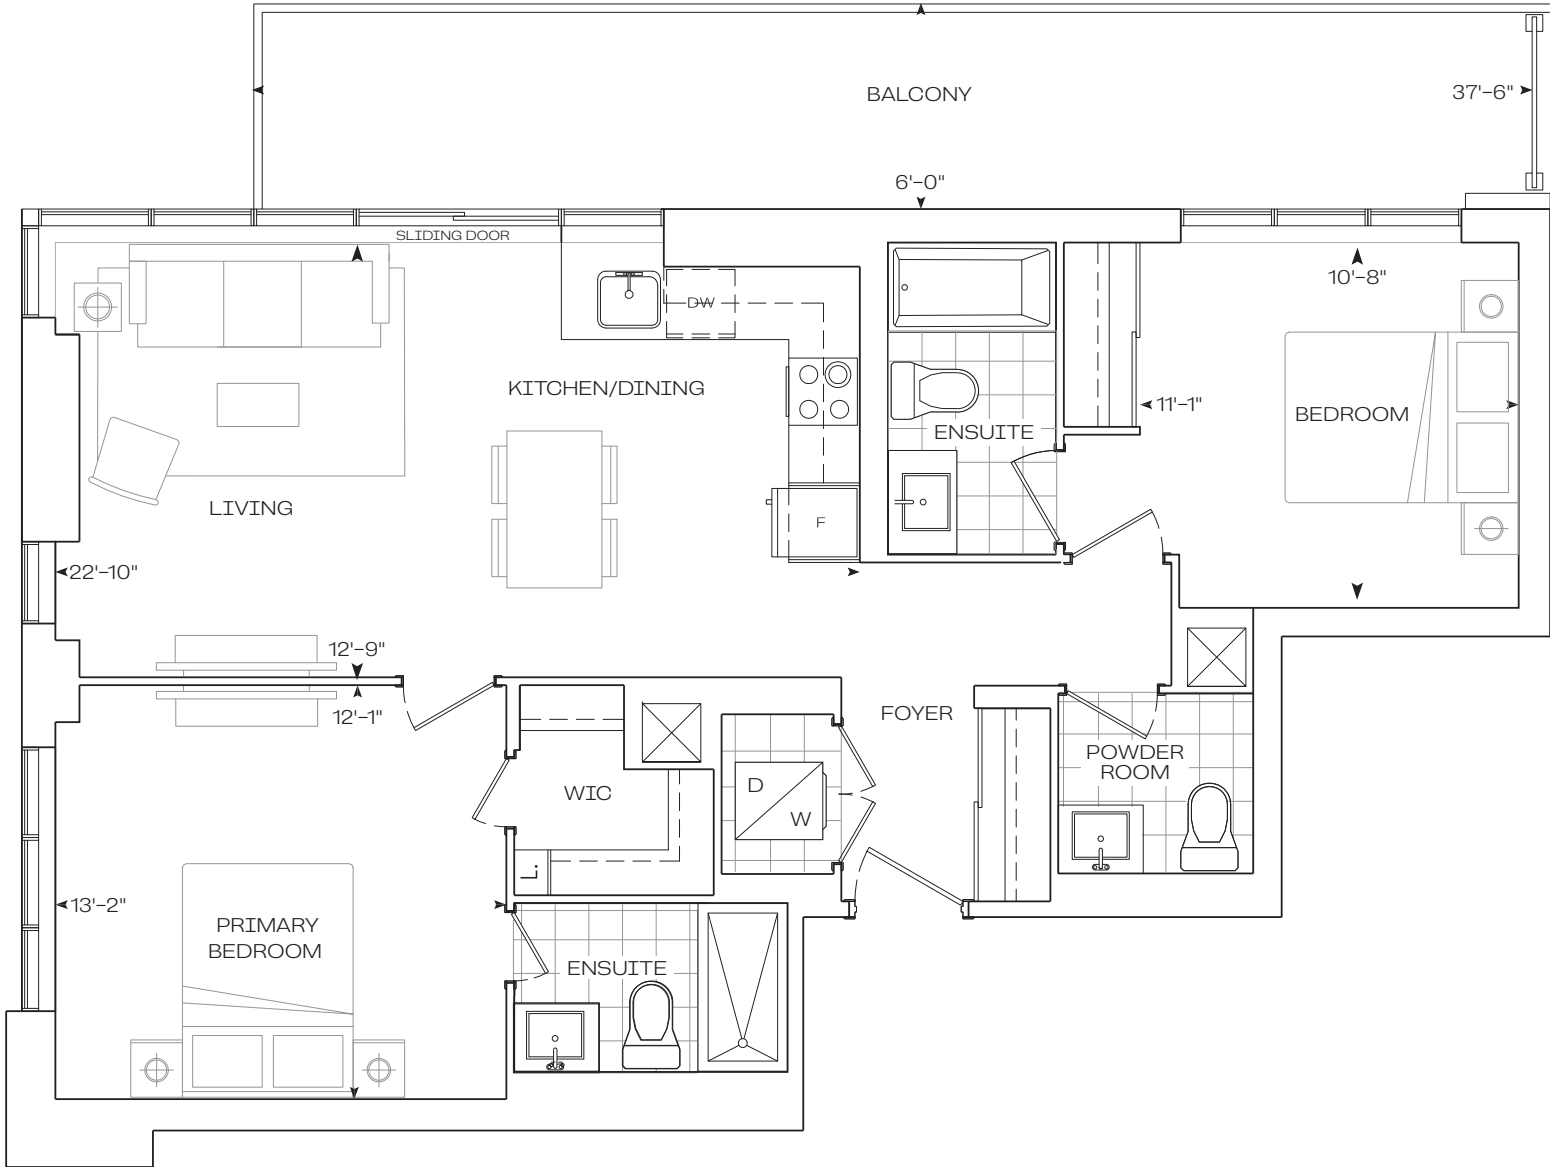 BALCONY
37'-6"
6'-0"
SLIDING DOOR
10'-8"
DW
KITCHEN/DINING
11'-1"
BEDROOM
ENSUITE
LIVING
F
22'-10"
12'-9"
12'-1"
FOYER
POWDER
ROOM
D
W
WIC
L.
13'-2"
PRIMARY
BEDROOM
ENSUITE